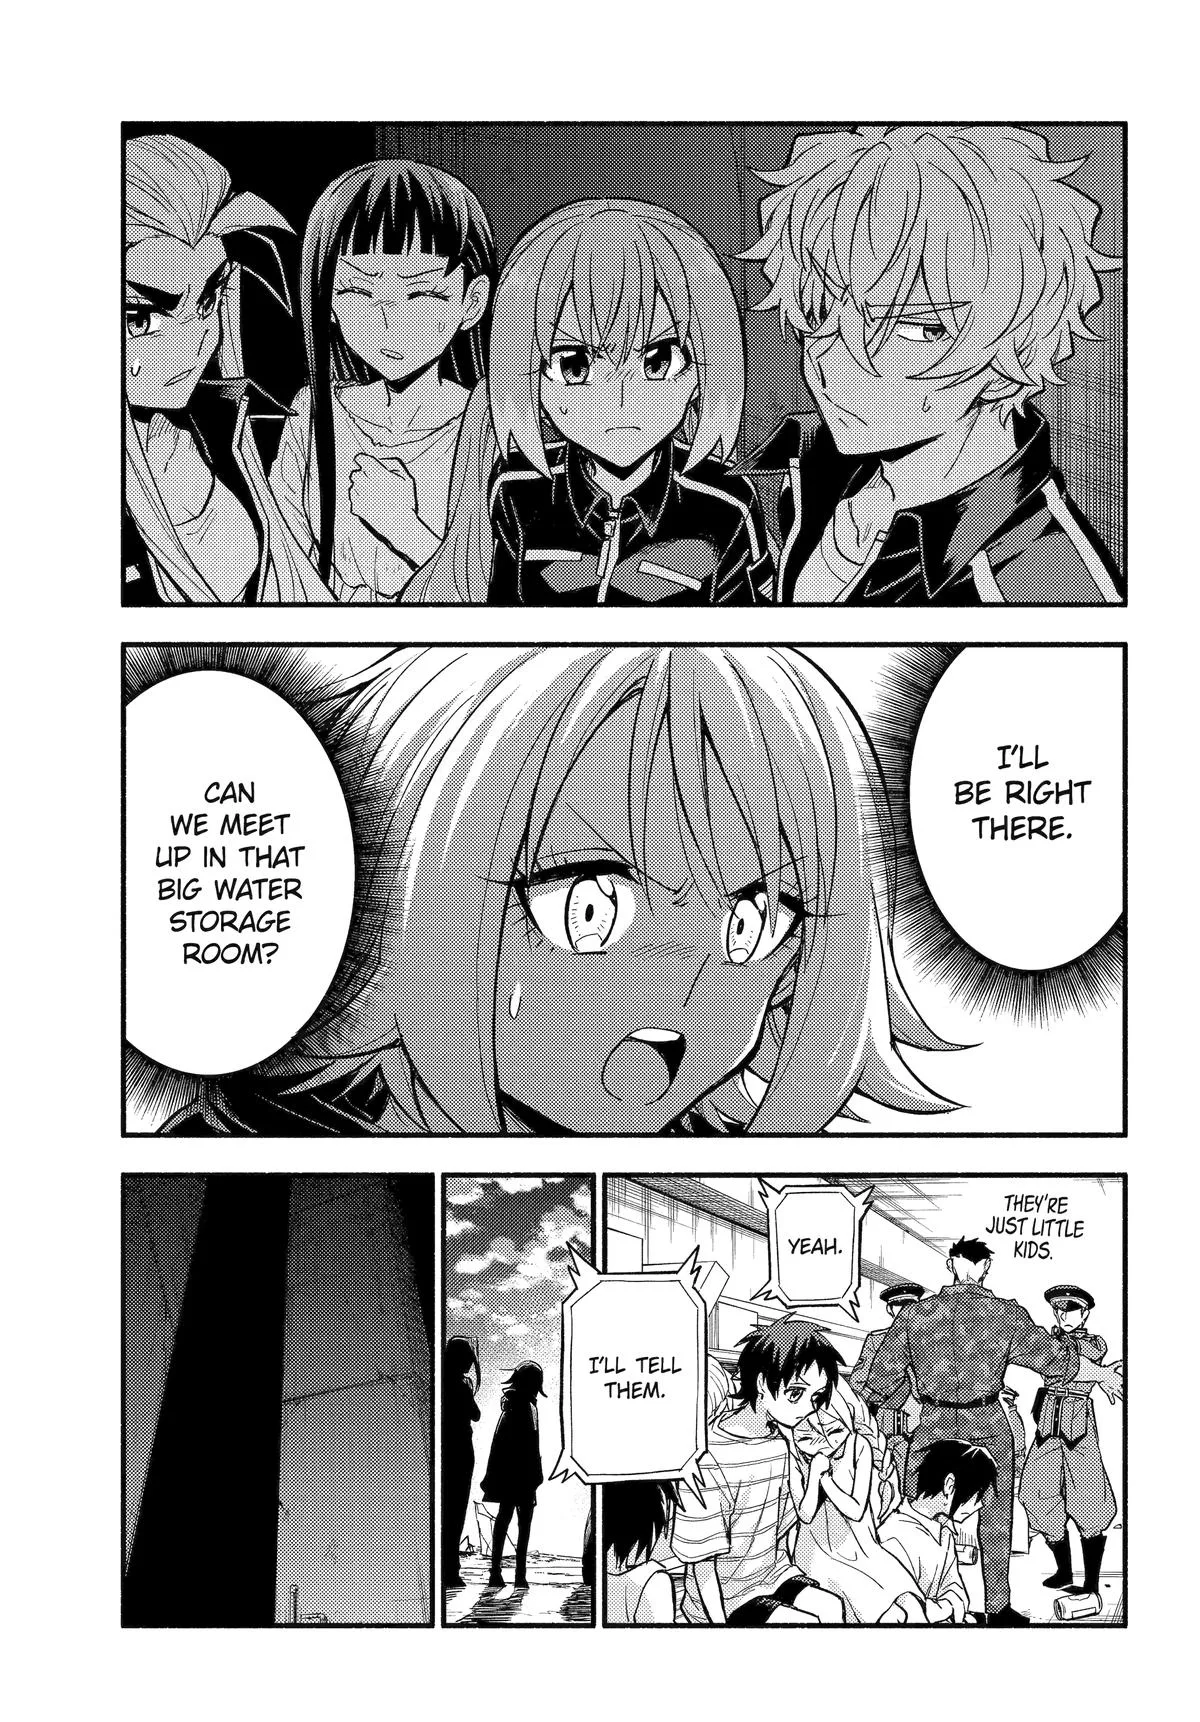 I'LL
BE RIGHT
THERE.
CAN
WE MEET
UP IN THAT
BIG WATER
STORAGE
ROOM?
THEY'RE
JUST LITTLE
KIDS.
YEAH.
I'LL TELL
THEM.